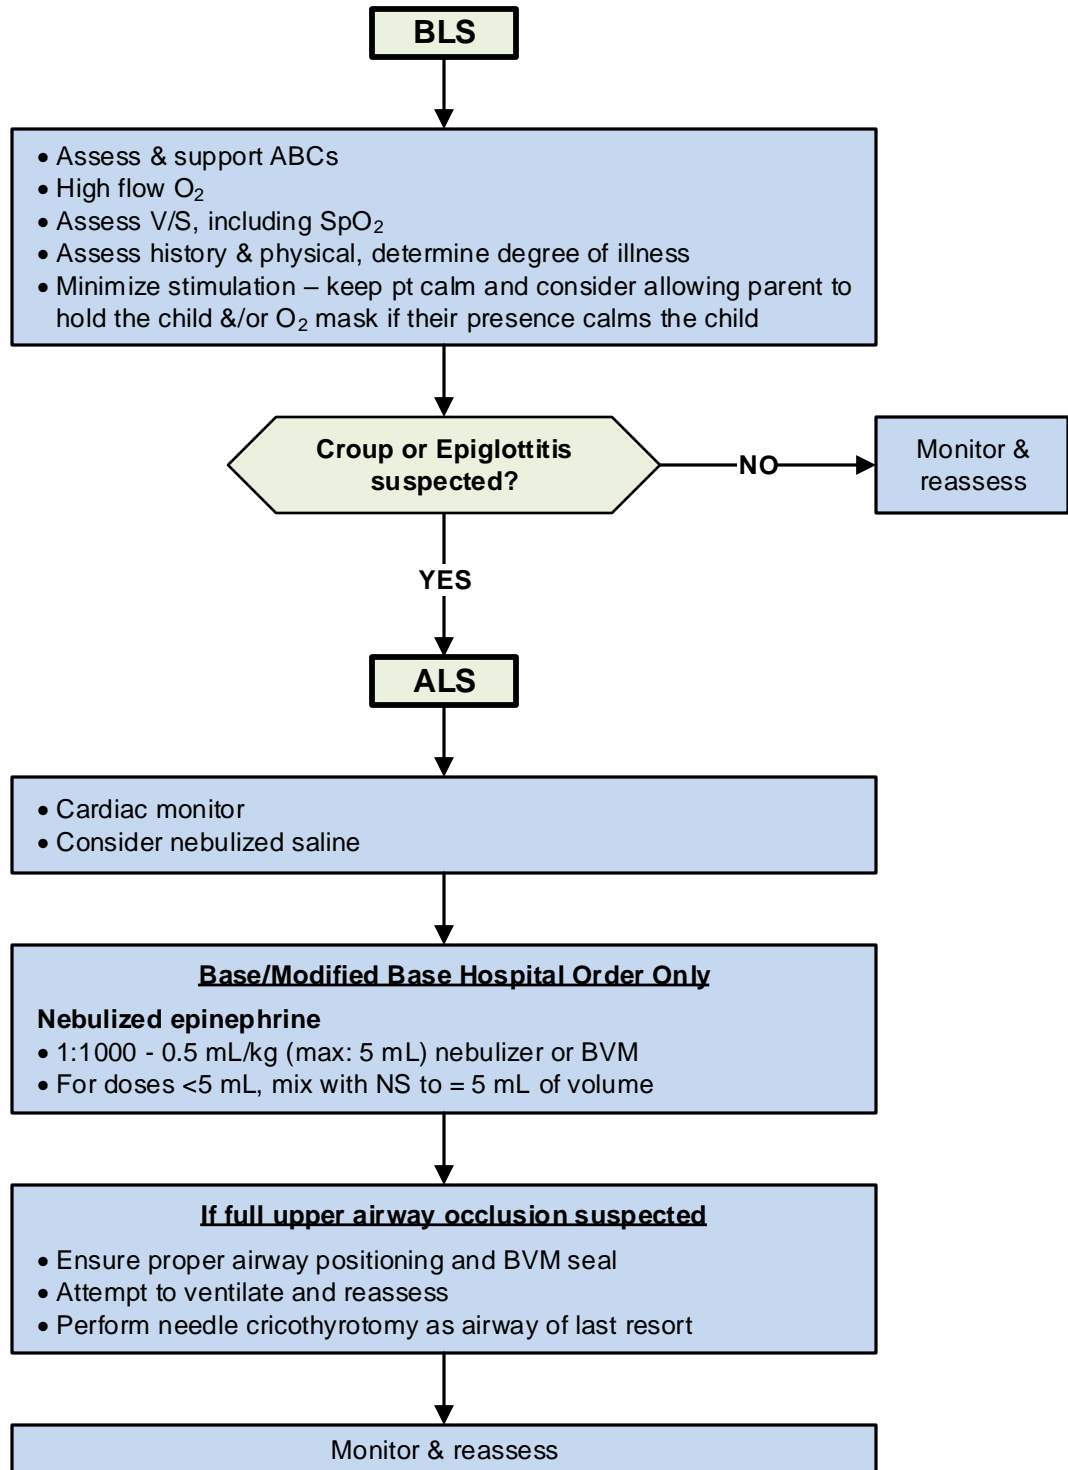 BLS
• Assess & support ABCs
• High flow O₂
• Assess V/S, including SpO₂
• Assess history & physical, determine degree of illness
• Minimize stimulation – keep pt calm and consider allowing parent to
hold the child &/or O₂ mask if their presence calms the child
Croup or Epiglottitis
suspected?
NO
Monitor &
reassess
YES
ALS
• Cardiac monitor
• Consider nebulized saline
Base/Modified Base Hospital Order Only
Nebulized epinephrine
• 1:1000 - 0.5 mL/kg (max: 5 mL) nebulizer or BVM
• For doses <5 mL, mix with NS to = 5 mL of volume
If full upper airway occlusion suspected
• Ensure proper airway positioning and BVM seal
• Attempt to ventilate and reassess
• Perform needle cricothyrotomy as airway of last resort
Monitor & reassess